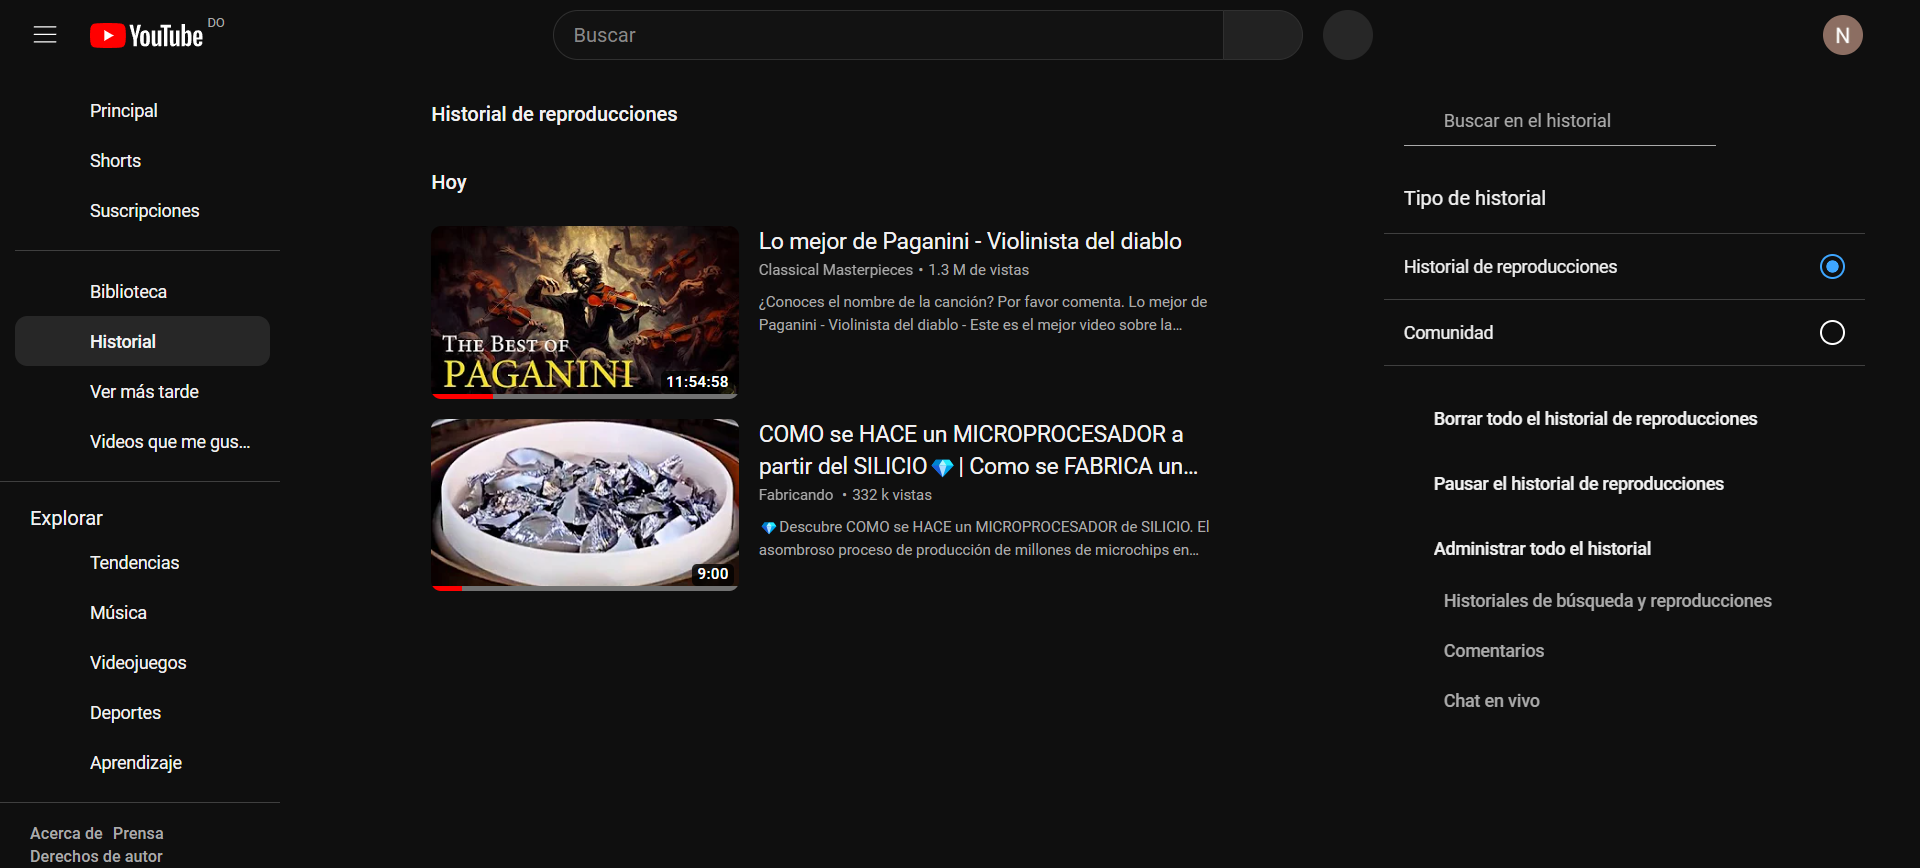 YouTube DO
Buscar
N
Principal
Shorts
Suscripciones
Biblioteca
Historial
Ver más tarde
Videos que me gus...
Explorar
Tendencias
Música
Videojuegos
Deportes
Aprendizaje
Acerca de Prensa
Derechos de autor
Historial de reproducciones
Hoy
THE BEST OF
PAGANINI
11:54:58
Lo mejor de Paganini - Violinista del diablo
Classical Masterpieces • 1.3 M de vistas
¿Conoces el nombre de la canción? Por favor comenta. Lo mejor de
Paganini - Violinista del diablo - Este es el mejor video sobre la...
9:00
COMO se HACE un MICROPROCESADOR a
partir del SILICIO💎| Como se FABRICA un...
Fabricando • 332 k vistas
💎Descubre COMO se HACE un MICROPROCESADOR de SILICIO. El
asombroso proceso de producción de millones de microchips en...
Buscar en el historial
Tipo de historial
Historial de reproducciones
Comunidad
Borrar todo el historial de reproducciones
Pausar el historial de reproducciones
Administrar todo el historial
Historiales de búsqueda y reproducciones
Comentarios
Chat en vivo